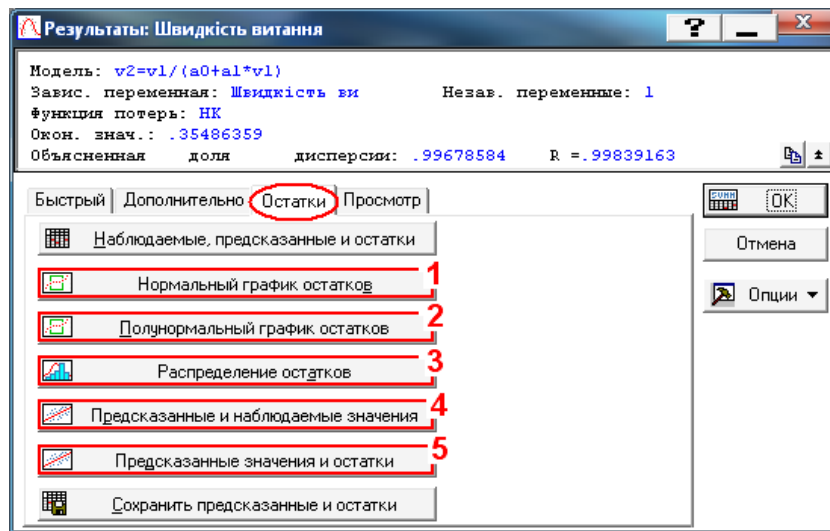 Результаты: Швидкість витання
Модель: v2=v1/(a0+a1*v1)
Завис. переменная: Швидкість ви Незав. переменные: 1
Функция потерь: НК
Окон. знач.: .35486359
Объясненная доля дисперсии: .99678584 R =.99839163
Быстрый Дополнительно Остатки Просмотр
OK
Наблюдаемые, предсказанные и остатки
Отмена
Нормальный график остатков 1
Опции
Полунормальный график остатков 2
Распределение остатков 3
Предсказанные и наблюдаемые значения 4
Предсказанные значения и остатки 5
Сохранить предсказанные и остатки